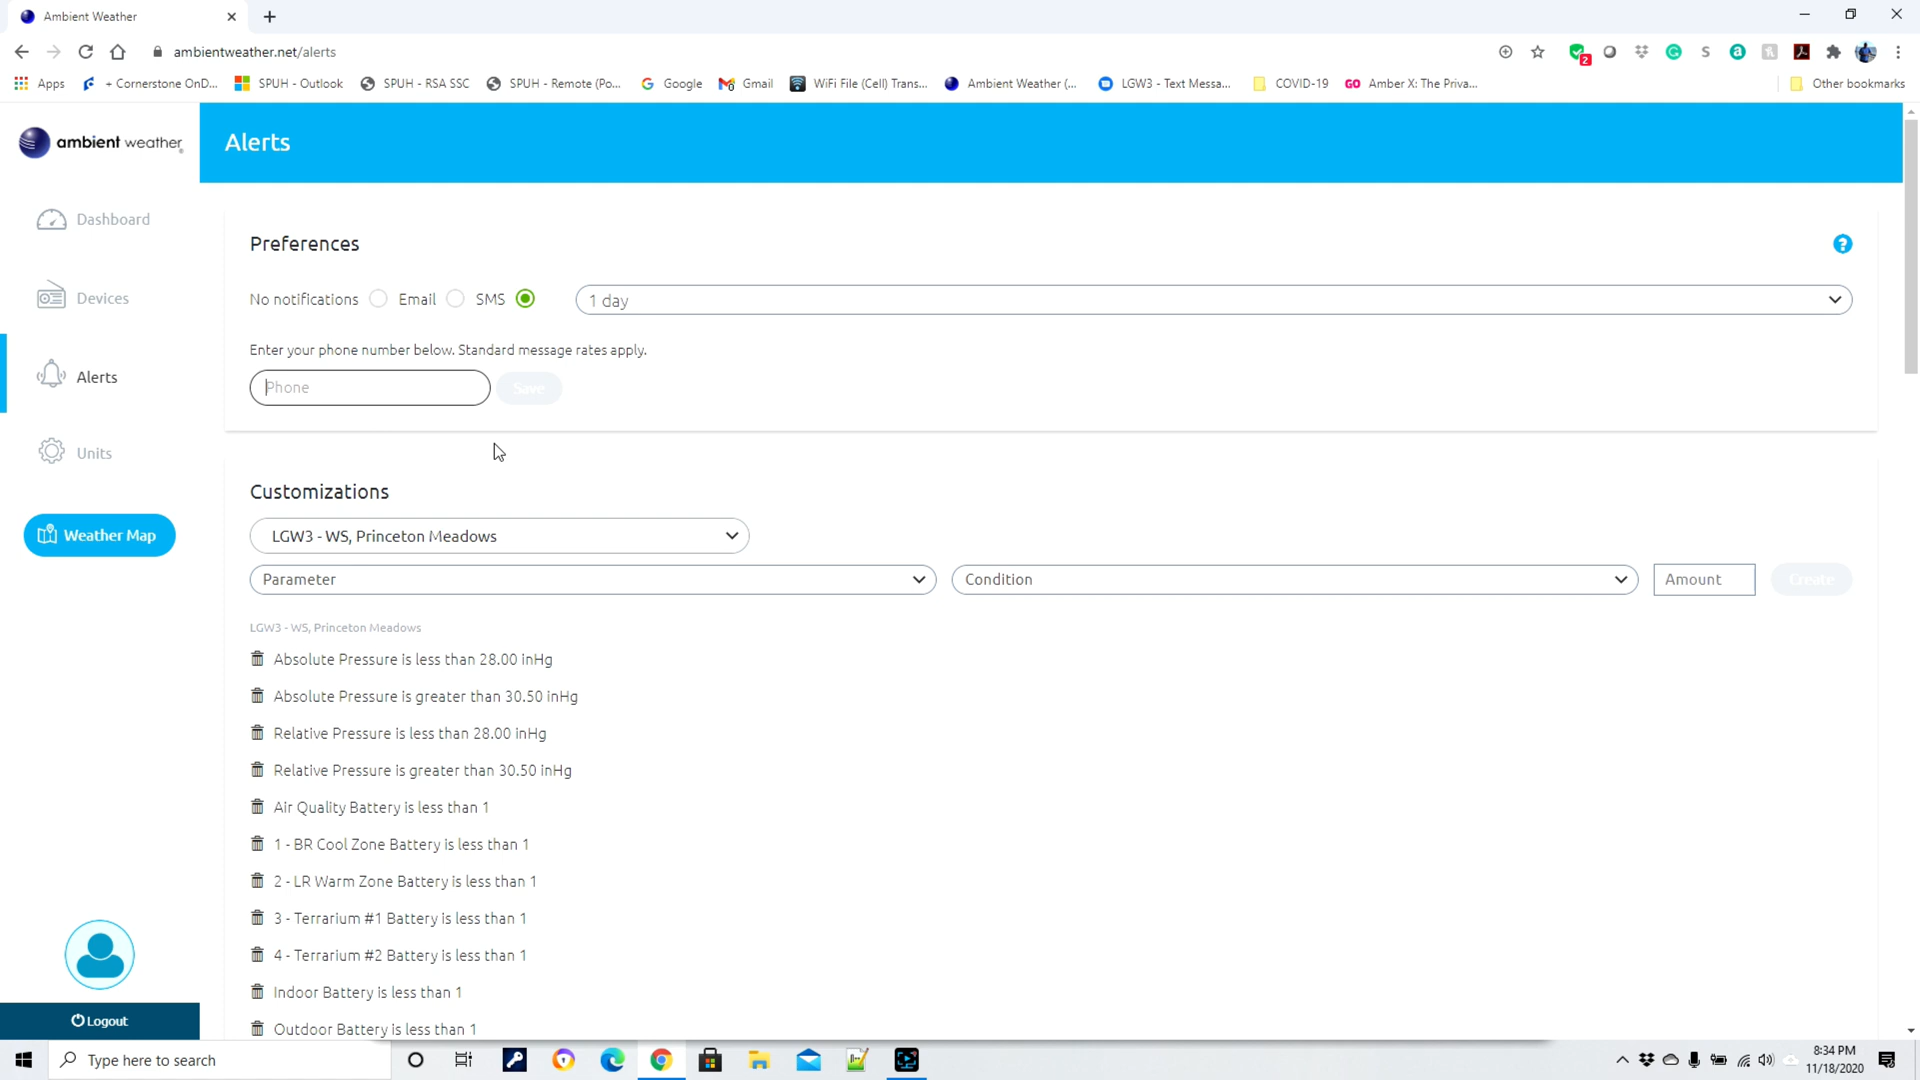 Ambient Weather
ambientweather.net/alerts
2
Apps
+ Cornerstone OnD...
SPUH - Outlook
SPUH - RSA SSC
SPUH - Remote (Po...
Google
Gmail
WiFi File (Cell) Trans...
Ambient Weather (...
LGW3 - Text Messa...
COVID-19
GO Amber X: The Priva...
Other bookmarks
ambient weather
Alerts
Dashboard
Devices
Alerts
Units
Weather Map
Logout
Preferences
?
No notifications Email SMS 1 day
Enter your phone number below. Standard message rates apply.
Phone Save
Customizations
LGW3 - WS, Princeton Meadows
Parameter Condition Amount Create
LGW3 - WS, Princeton Meadows
Absolute Pressure is less than 28.00 inHg
Absolute Pressure is greater than 30.50 inHg
Relative Pressure is less than 28.00 inHg
Relative Pressure is greater than 30.50 inHg
Air Quality Battery is less than 1
1 - BR Cool Zone Battery is less than 1
2 - LR Warm Zone Battery is less than 1
3 - Terrarium #1 Battery is less than 1
4 - Terrarium #2 Battery is less than 1
Indoor Battery is less than 1
Outdoor Battery is less than 1
Type here to search
8:34 PM
11/18/2020